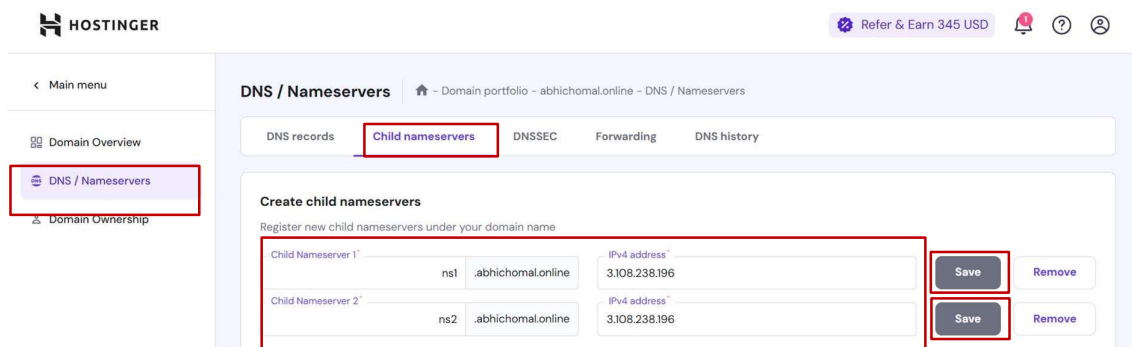 HOSTINGER
Refer & Earn 345 USD
1
Main menu
DNS / Nameservers
- Domain portfolio - abhichomal.online - DNS / Nameservers
DNS records
Child nameservers
DNSSEC
Forwarding
DNS history
Domain Overview
DNS / Nameservers
Domain Ownership
Create child nameservers
Register new child nameservers under your domain name
Child Nameserver 1*
IPv4 address*
ns1
.abhichomal.online
3.108.238.196
Save
Remove
Child Nameserver 2*
IPv4 address*
ns2
.abhichomal.online
3.108.238.196
Save
Remove